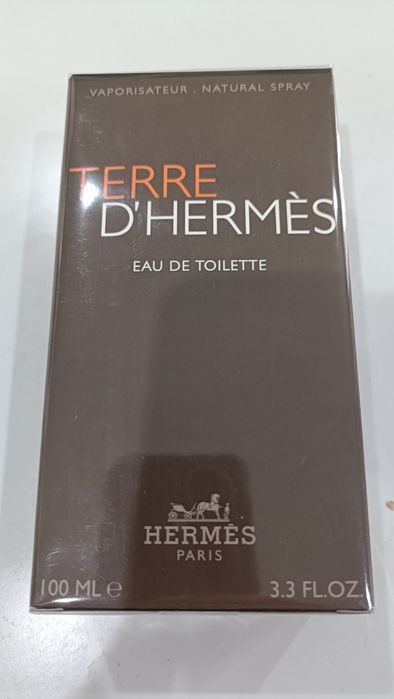 VAPORISATEUR . NATURAL SPRAY
TERRE
D'HERMÈS
EAU DE TOILETTE
HERMÈS
PARIS
100 ML ℮
3.3 FL.OZ.